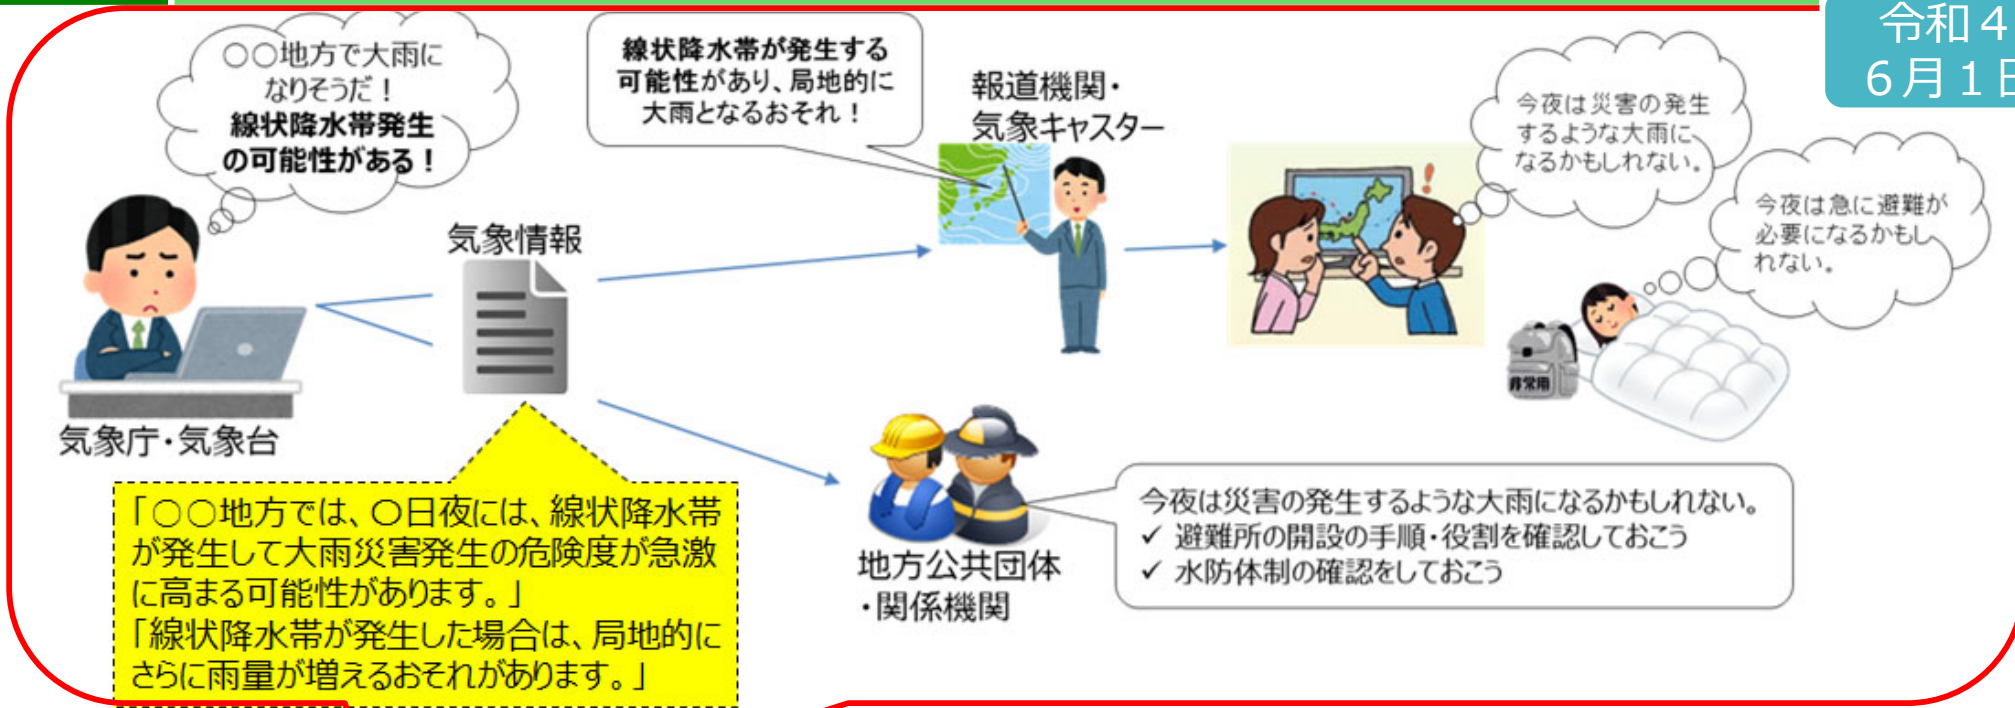 令和４
６月１日
○○地方で大雨に
なりそうだ！
線状降水帯発生
の可能性がある！
線状降水帯が発生する
可能性があり、局地的に
大雨となるおそれ！
報道機関・
気象キャスター
今夜は災害の発生
するような大雨に
なるかもしれない。
今夜は急に避難が
必要になるかもし
れない。
気象情報
非常用
気象庁・気象台
「○○地方では、○日夜には、線状降水帯
が発生して大雨災害発生の危険度が急激
に高まる可能性があります。」
「線状降水帯が発生した場合は、局地的に
さらに雨量が増えるおそれがあります。」
地方公共団体
・関係機関
今夜は災害の発生するような大雨になるかもしれない。
✓ 避難所の開設の手順・役割を確認しておこう
✓ 水防体制の確認をしておこう